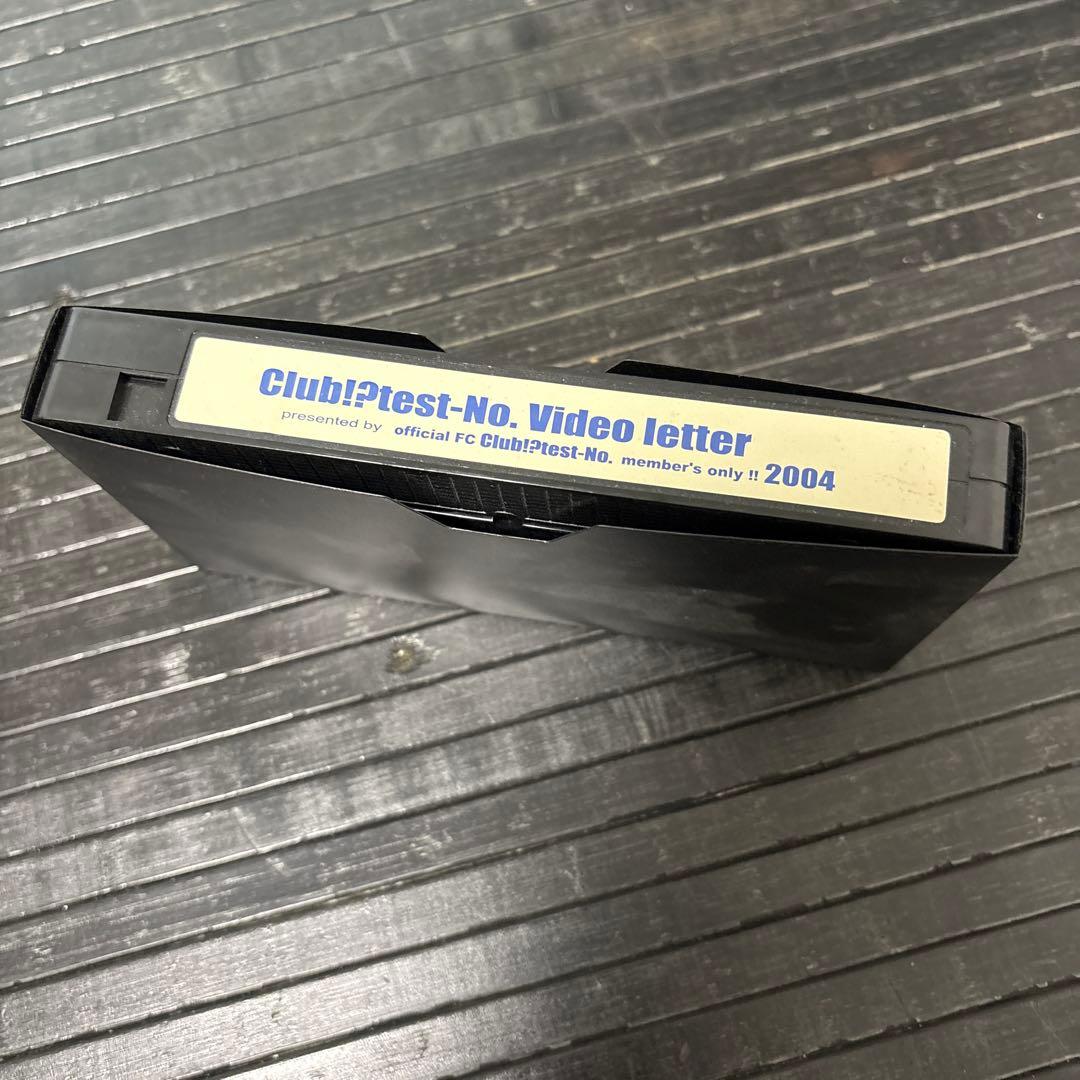 Club!?test-No. Video letter
presented by official FC Club!?test-No. member's only !! 2004